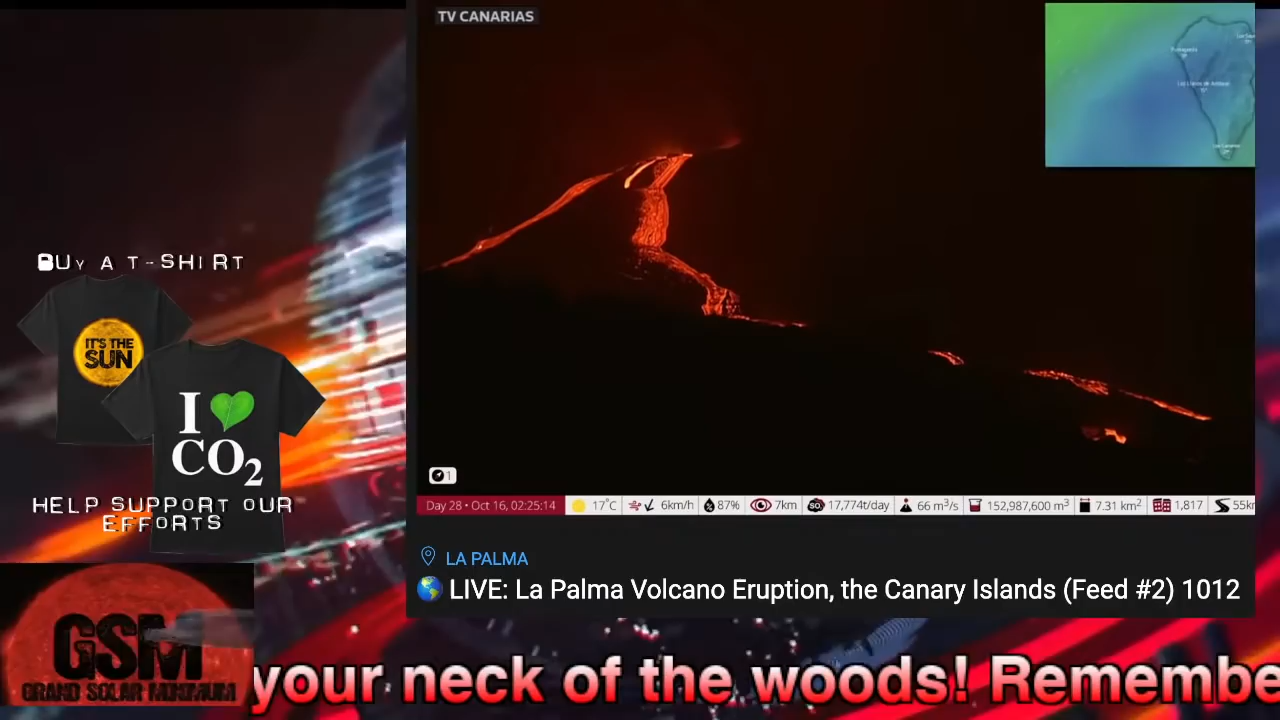 TV CANARIAS
BUY A T-SHIRT
IT'S THE
SUN
I
CO2
HELP SUPPORT OUR
EFFORTS
1
Day 28 • Oct 16, 02:25:14 17°C 6km/h 87% 7km SO2 17,774t/day 66 m³/s 152,987,600 m³ 7.31 km² 1,817 55k
LA PALMA
LIVE: La Palma Volcano Eruption, the Canary Islands (Feed #2) 1012
GSM
GRAND SOLAR MINIMUM
your neck of the woods! Remembe